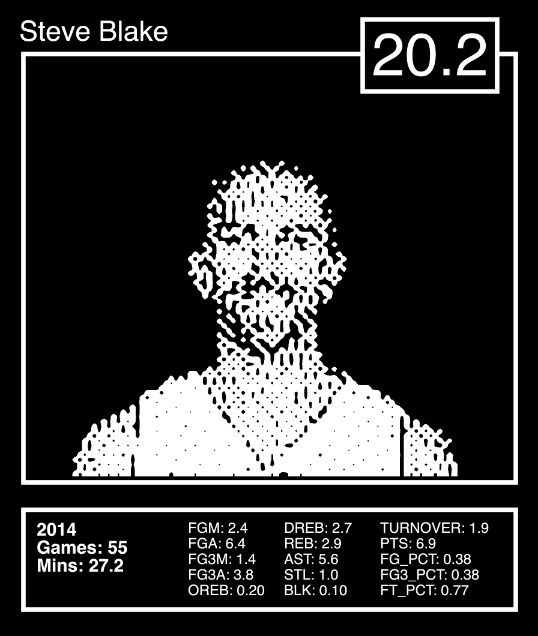 Steve Blake
20.2
2014
Games: 55
Mins: 27.2
FGM: 2.4
FGA: 6.4
FG3M: 1.4
FG3A: 3.8
OREB: 0.20
DREB: 2.7
REB: 2.9
AST: 5.6
STL: 1.0
BLK: 0.10
TURNOVER: 1.9
PTS: 6.9
FG_PCT: 0.38
FG3_PCT: 0.38
FT_PCT: 0.77